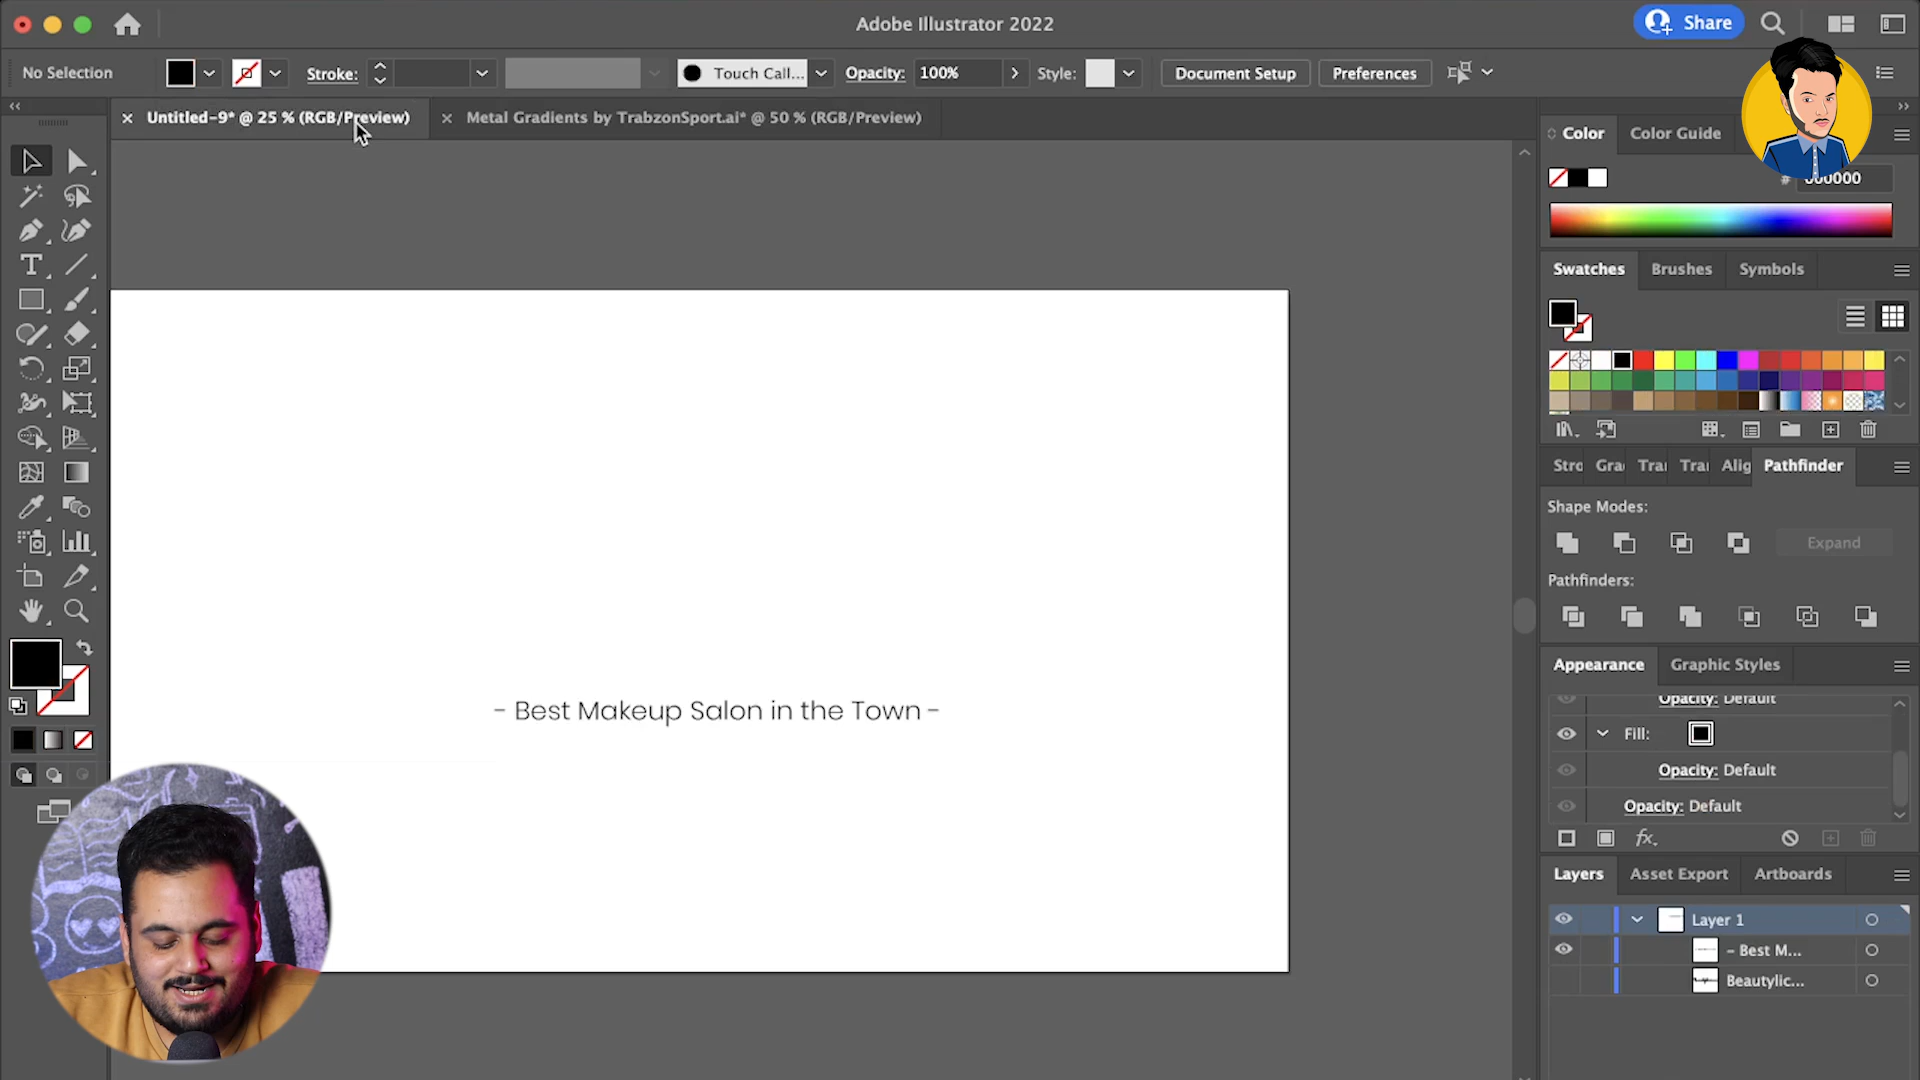 Adobe Illustrator 2022
Share
No Selection
Stroke:
Touch Call...
Opacity:
100%
Style:
Document Setup
Preferences
Untitled-9* @ 25 % (RGB/Preview)
Metal Gradients by TrabzonSport.ai* @ 50 % (RGB/Preview)
Color
Color Guide
#
000000
Swatches
Brushes
Symbols
Stro
Gra
Tra
Tra
Alig
Pathfinder
Shape Modes:
Expand
Pathfinders:
- Best Makeup Salon in the Town -
Appearance
Graphic Styles
Opacity: Default
Fill:
Opacity: Default
Opacity: Default
fx
Layers
Asset Export
Artboards
Layer 1
- Best M...
Beautylic...